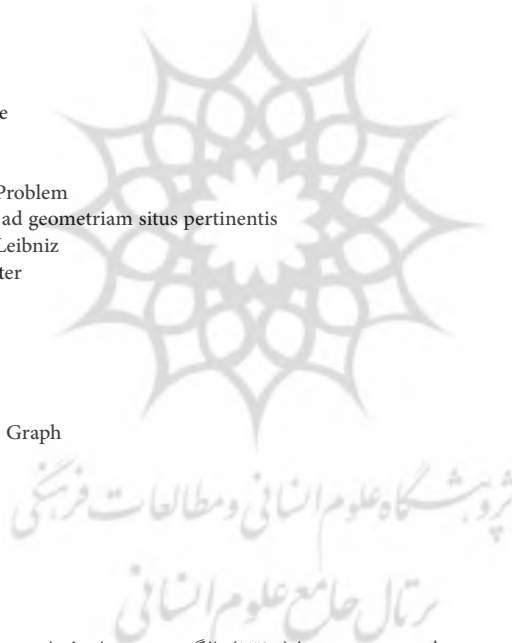 e
Problem
ad geometriam situs pertinentis
Leibniz
ter
Graph
پژوهشگاه علوم انسانی و مطالعات فرهنگی
پرتال جامع علوم انسانی